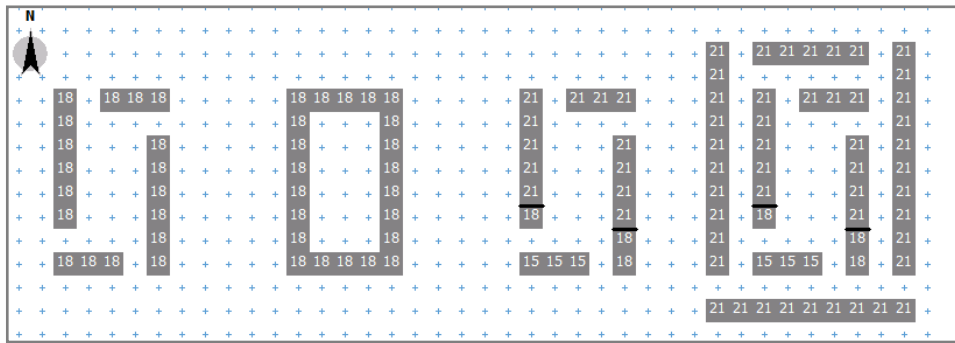 N
21 21 21 21 21 21 21
21 21
18 18 18 18 18 18 18 18 18 21 21 21 21 21 21 21 21 21 21
18 18 18 21 21 21 21
18 18 18 18 21 21 21 21 21 21
18 18 18 18 21 21 21 21 21 21
18 18 18 18 21 21 21 21 21 21
18 18 18 18 18 21 21 18 21 21
18 18 18 18 21 18 21
18 18 18 18 18 18 18 18 18 15 15 15 18 21 15 15 15 18 21
21 21 21 21 21 21 21 21 21